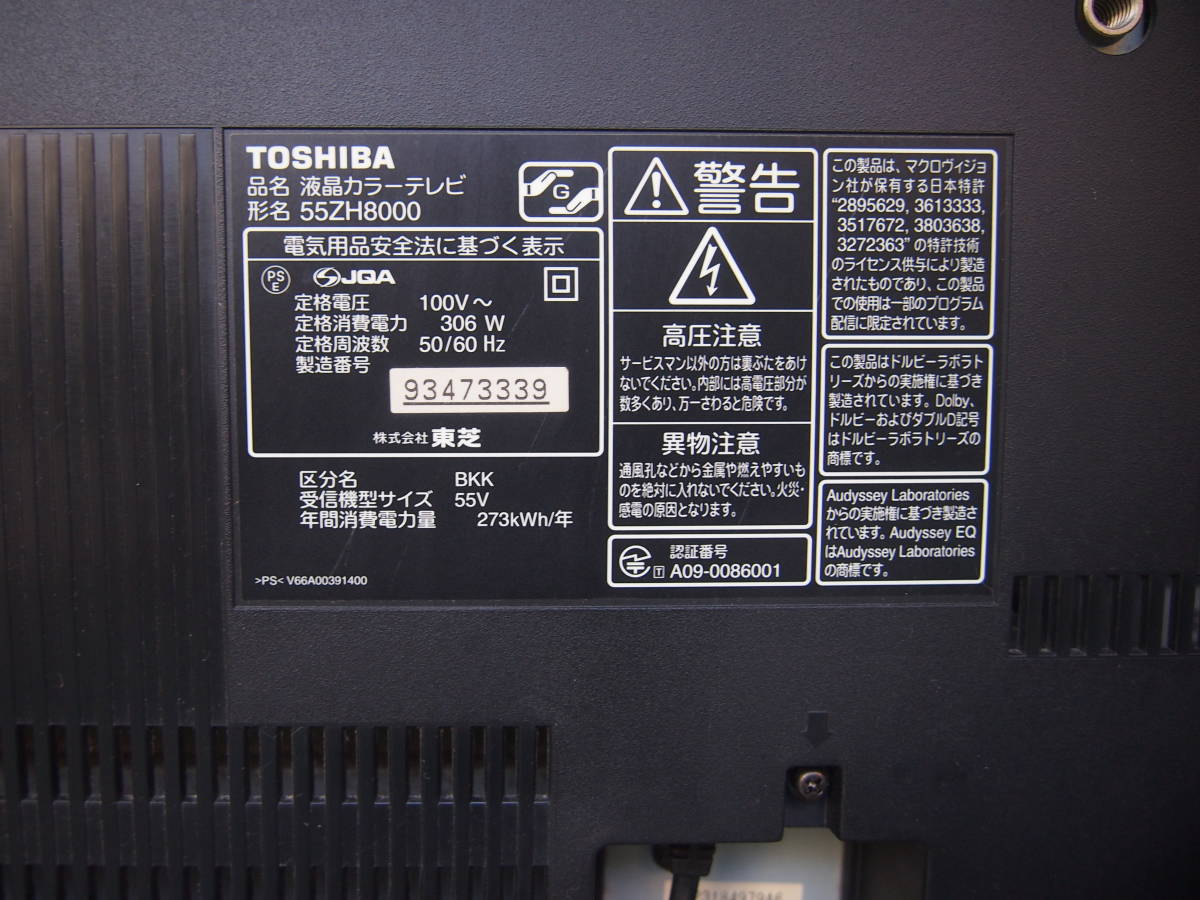 TOSHIBA
品名 液晶カラーテレビ
形名 55ZH8000
G
電気用品安全法に基づく表示
PS
E
JQA
定格電圧 100V～
定格消費電力 306 W
定格周波数 50/60 Hz
製造番号
93473339
株式会社 東芝
区分名 BKK
受信機型サイズ 55V
年間消費電力量 273kWh/年
>PS< V66A00391400
警告
高圧注意
サービスマン以外の方は裏ぶたをあけ
ないでください。内部には高電圧部分が
数多くあり、万一さわると危険です。
異物注意
通風孔などから金属や燃えやすいも
のを絶対に入れないでください。火災・
感電の原因となります。
認証番号
T A09-0086001
この製品は、マクロヴィジョ
ン社が保有する日本特許
“2895629, 3613333,
3517672, 3803638,
3272363” の特許技術
のライセンス供与により製造
されたものであり、この製品
での使用は一部のプログラム
配信に限定されています。
この製品はドルビーラボラト
リーズからの実施権に基づき
製造されています。Dolby、
ドルビーおよびダブルD記号
はドルビーラボラトリーズの
商標です。
Audyssey Laboratories
からの実施権に基づき製造さ
れています。Audyssey EQ
はAudyssey Laboratories
の商標です。